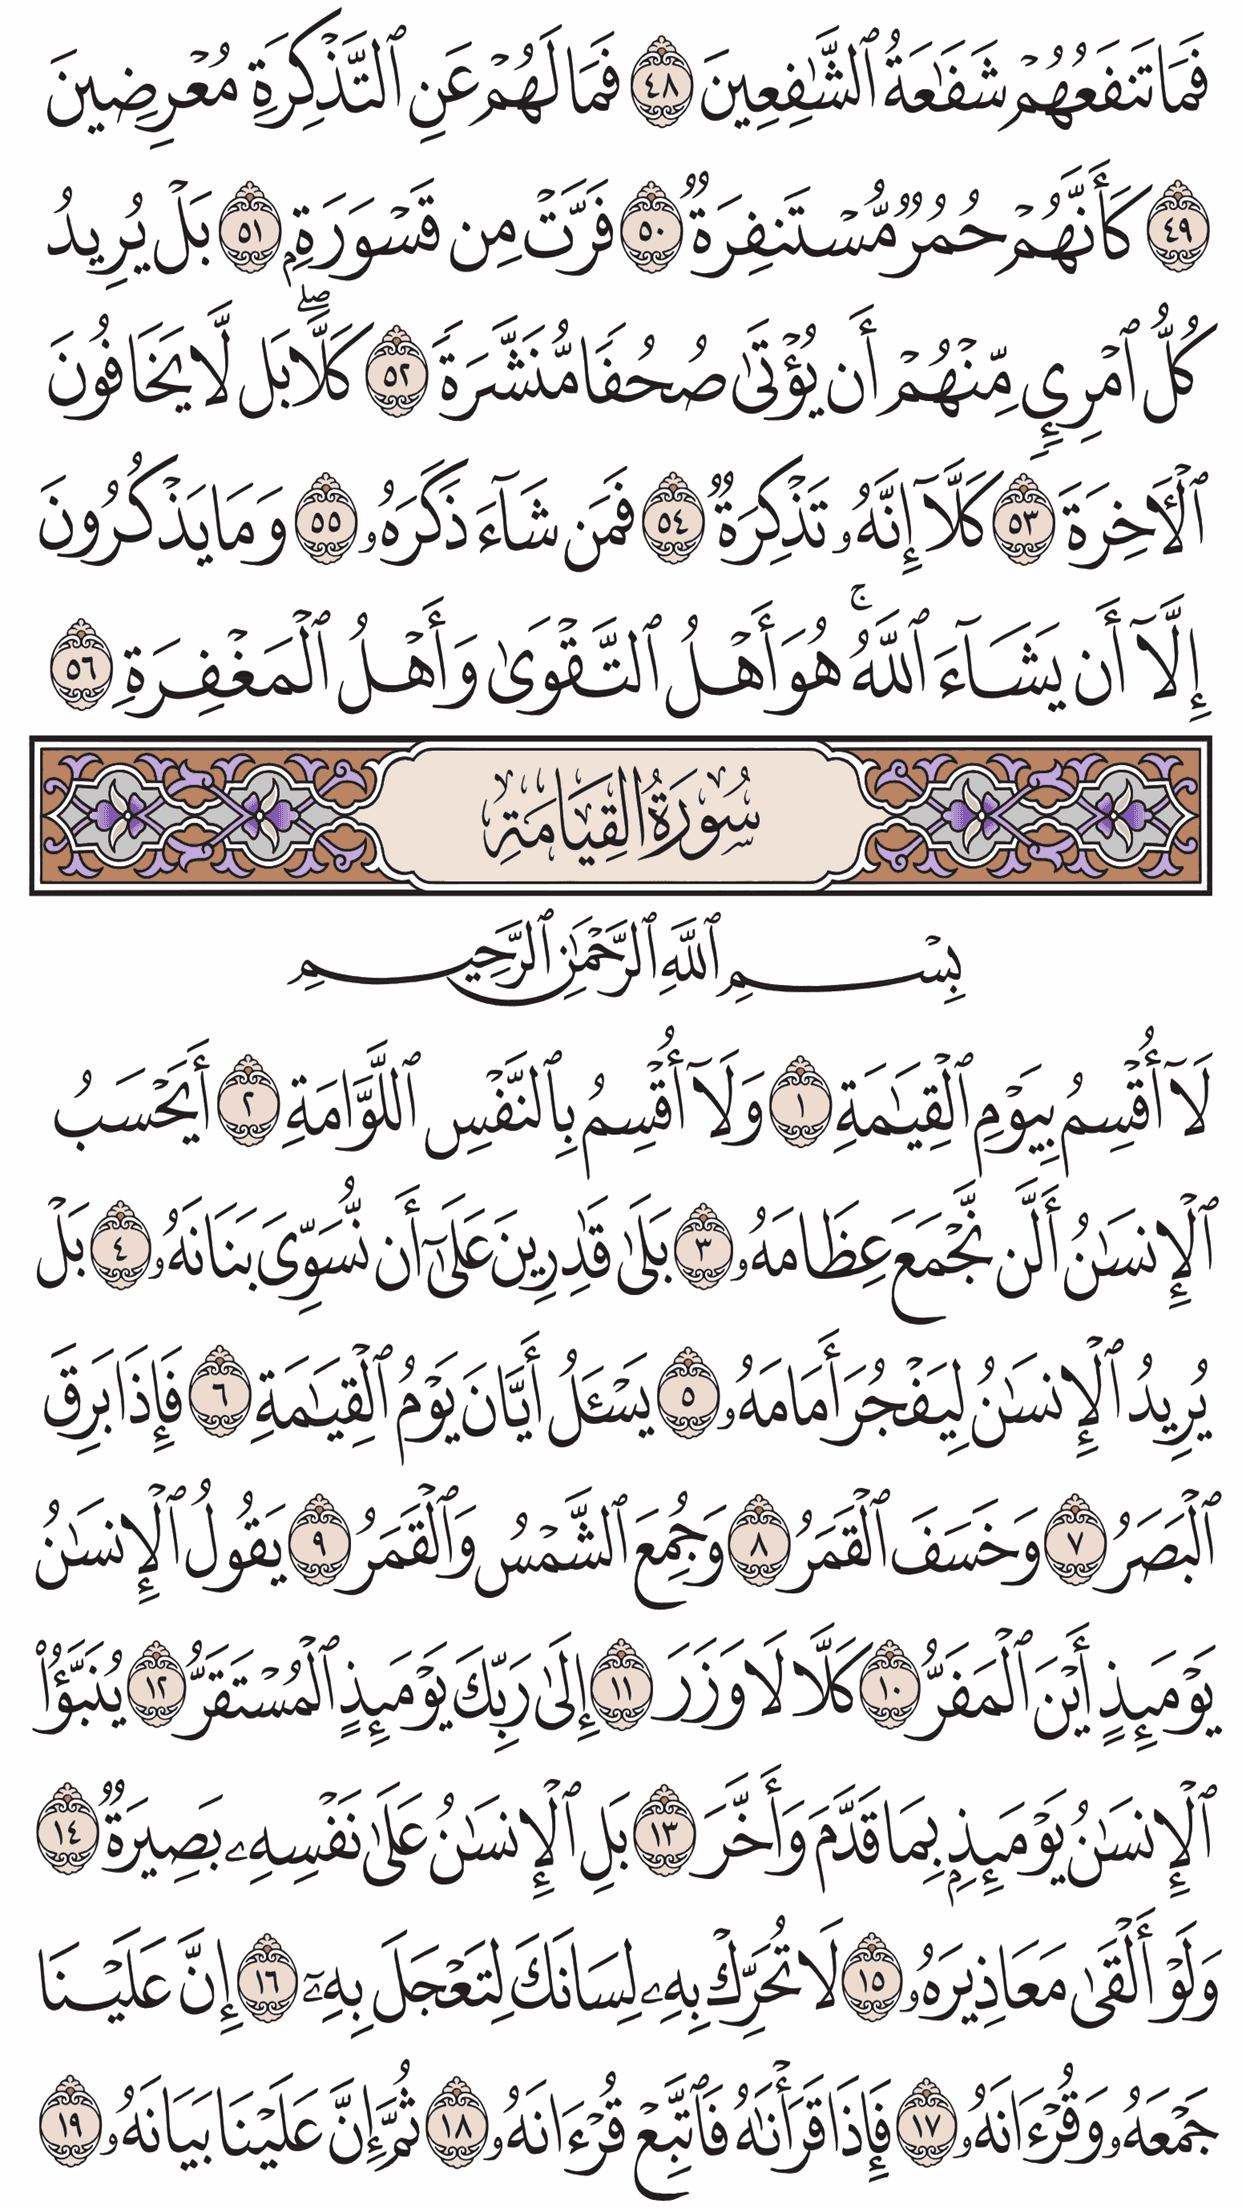 فَمَا تَنفَعُهُمْ شَفَٰعَةُ ٱلشَّٰفِعِينَ ٤٨ فَمَا لَهُمْ عَنِ ٱلتَّذْكِرَةِ مُعْرِضِينَ
٤٩ كَأَنَّهُمْ حُمُرٌ مُّسْتَنفِرَةٌ ٥٠ فَرَّتْ مِن قَسْوَرَةٍۭ ٥١ بَلْ يُرِيدُ
كُلُّ ٱمْرِئٍ مِّنْهُمْ أَن يُؤْتَىٰ صُحُفًا مُّنَشَّرَةً ٥٢ كَلَّاۖ بَل لَّا يَخَافُونَ
ٱلْأَخِرَةَ ٥٣ كَلَّآ إِنَّهُۥ تَذْكِرَةٌ ٥٤ فَمَن شَآءَ ذَكَرَهُۥ ٥٥ وَمَا يَذْكُرُونَ
إِلَّآ أَن يَشَآءَ ٱللَّهُۚ هُوَ أَهْلُ ٱلتَّقْوَىٰ وَأَهْلُ ٱلْمَغْفِرَةِ ٥٦
سُورَةُ الْقِيَامَةِ
بِسْمِ ٱللَّهِ ٱلرَّحْمَٰنِ ٱلرَّحِيمِ
لَآ أُقْسِمُ بِيَوْمِ ٱلْقِيَٰمَةِ ١ وَلَآ أُقْسِمُ بِٱلنَّفْسِ ٱللَّوَّامَةِ ٢ أَيَحْسَبُ
ٱلْإِنسَٰنُ أَلَّن نَّجْمَعَ عِظَامَهُۥ ٣ بَلَىٰ قَٰدِرِينَ عَلَىٰٓ أَن نُّسَوِّىَ بَنَانَهُۥ ٤ بَلْ
يُرِيدُ ٱلْإِنسَٰنُ لِيَفْجُرَ أَمَامَهُۥ ٥ يَسْـَٔلُ أَيَّانَ يَوْمُ ٱلْقِيَٰمَةِ ٦ فَإِذَا بَرِقَ
ٱلْبَصَرُ ٧ وَخَسَفَ ٱلْقَمَرُ ٨ وَجُمِعَ ٱلشَّمْسُ وَٱلْقَمَرُ ٩ يَقُولُ ٱلْإِنسَٰنُ
يَوْمَئِذٍ أَيْنَ ٱلْمَفَرُّ ١٠ كَلَّا لَا وَزَرَ ١١ إِلَىٰ رَبِّكَ يَوْمَئِذٍ ٱلْمُسْتَقَرُّ ١٢ يُنَبَّؤُا۟
ٱلْإِنسَٰنُ يَوْمَئِذٍۭ بِمَا قَدَّمَ وَأَخَّرَ ١٣ بَلِ ٱلْإِنسَٰنُ عَلَىٰ نَفْسِهِۦ بَصِيرَةٌ ١٤
وَلَوْ أَلْقَىٰ مَعَاذِيرَهُۥ ١٥ لَا تُحَرِّكْ بِهِۦ لِسَانَكَ لِتَعْجَلَ بِهِۦٓ ١٦ إِنَّ عَلَيْنَا
جَمْعَهُۥ وَقُرْءَانَهُۥ ١٧ فَإِذَا قَرَأْنَٰهُ فَٱتَّبِعْ قُرْءَانَهُۥ ١٨ ثُمَّ إِنَّ عَلَيْنَا بَيَانَهُۥ ١٩